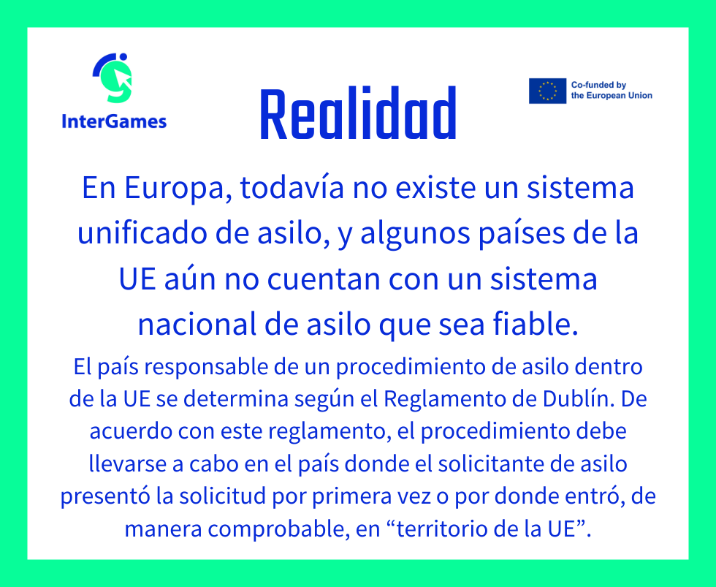 InterGames
Realidad
Co-funded by
the European Union
En Europa, todavía no existe un sistema
unificado de asilo, y algunos países de la
UE aún no cuentan con un sistema
nacional de asilo que sea fiable.
El país responsable de un procedimiento de asilo dentro
de la UE se determina según el Reglamento de Dublín. De
acuerdo con este reglamento, el procedimiento debe
llevarse a cabo en el país donde el solicitante de asilo
presentó la solicitud por primera vez o por donde entró, de
manera comprobable, en “territorio de la UE”.